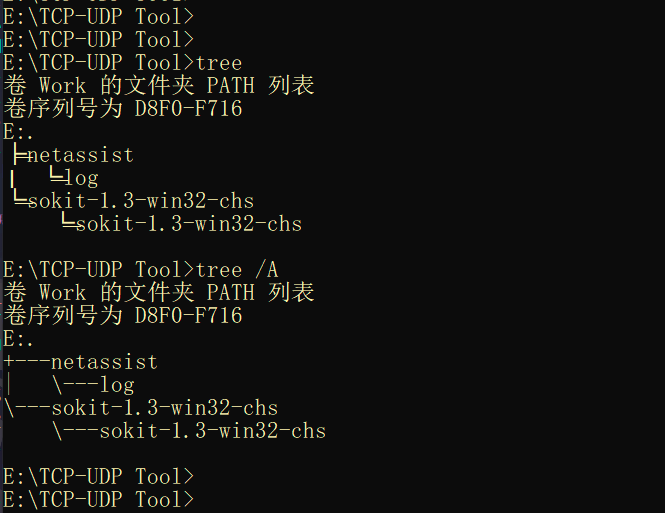 E:\TCP-UDP Tool>
E:\TCP-UDP Tool>
E:\TCP-UDP Tool>tree
卷 Work 的文件夹 PATH 列表
卷序列号为 D8F0-F716
E:.
├─netassist
│  └─log
└─sokit-1.3-win32-chs
    └─sokit-1.3-win32-chs

E:\TCP-UDP Tool>tree /A
卷 Work 的文件夹 PATH 列表
卷序列号为 D8F0-F716
E:.
+---netassist
|   \---log
\---sokit-1.3-win32-chs
    \---sokit-1.3-win32-chs

E:\TCP-UDP Tool>
E:\TCP-UDP Tool>